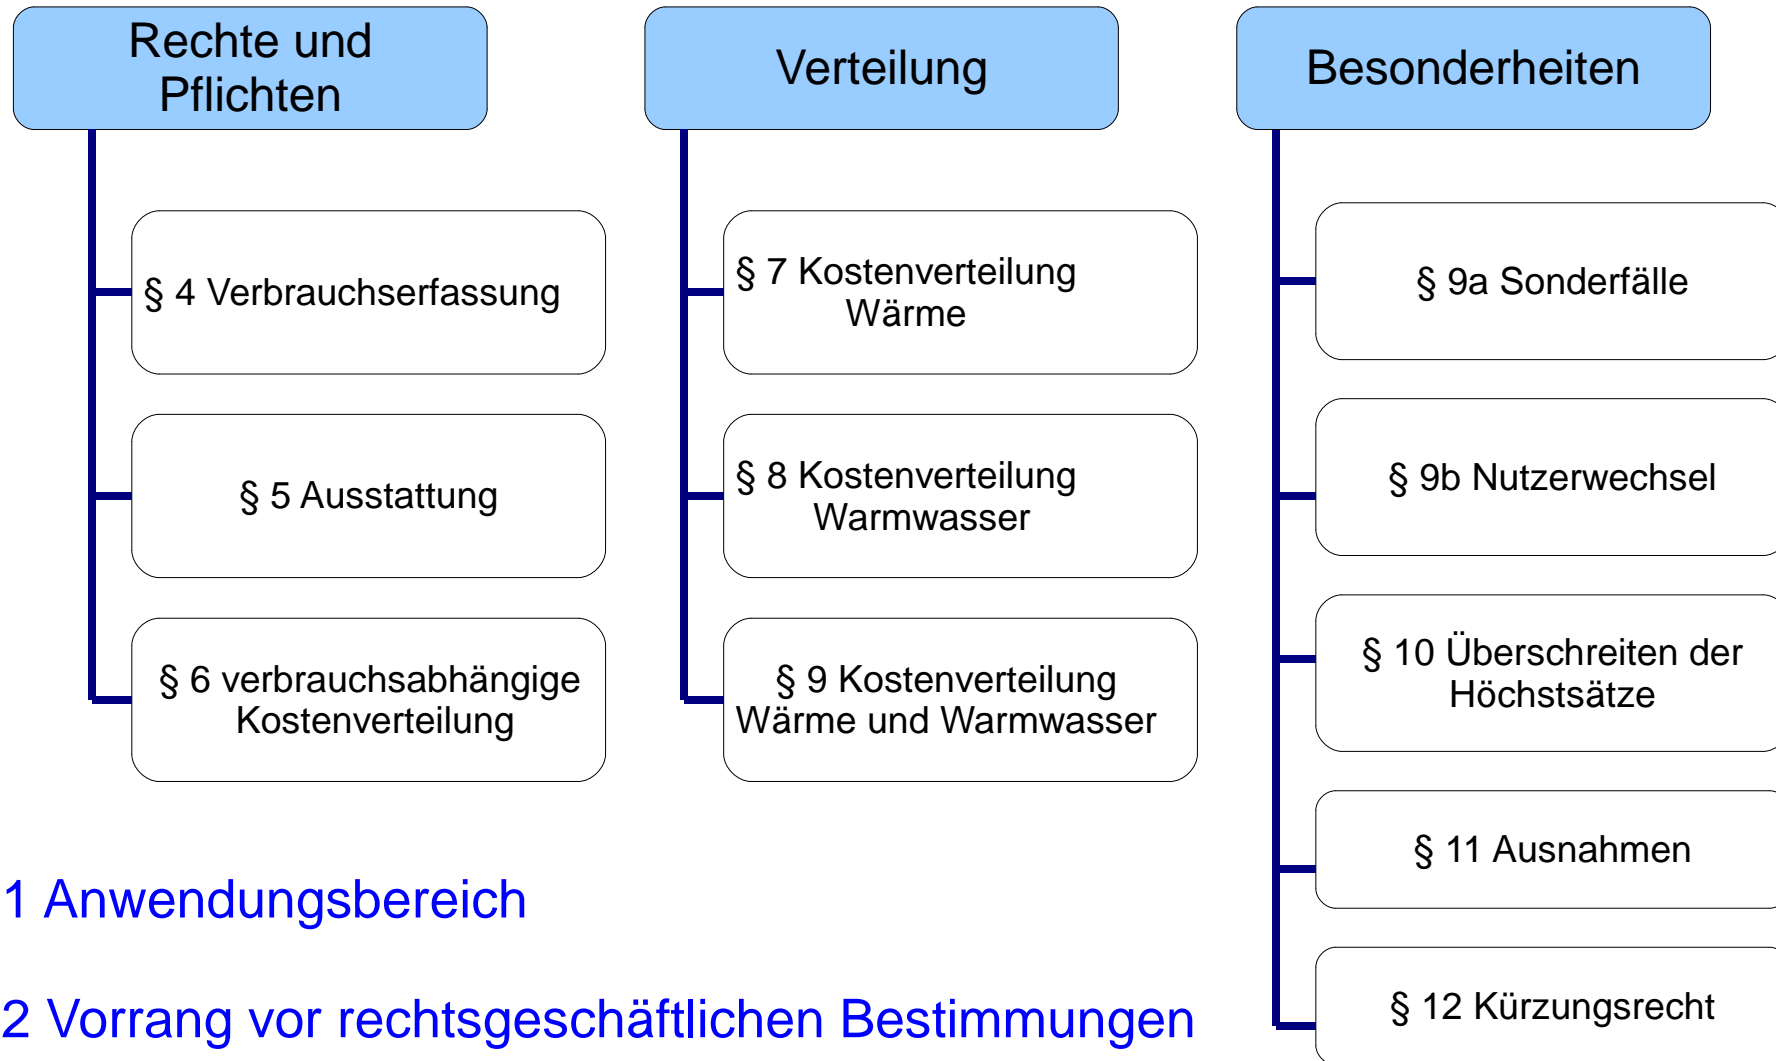 Rechte und
Pflichten
§ 4 Verbrauchserfassung
§ 5 Ausstattung
§ 6 verbrauchsabhängige
Kostenverteilung
Verteilung
§ 7 Kostenverteilung
Wärme
§ 8 Kostenverteilung
Warmwasser
§ 9 Kostenverteilung
Wärme und Warmwasser
Besonderheiten
§ 9a Sonderfälle
§ 9b Nutzerwechsel
§ 10 Überschreiten der
Höchstsätze
§ 11 Ausnahmen
§ 12 Kürzungsrecht
1 Anwendungsbereich
2 Vorrang vor rechtsgeschäftlichen Bestimmungen